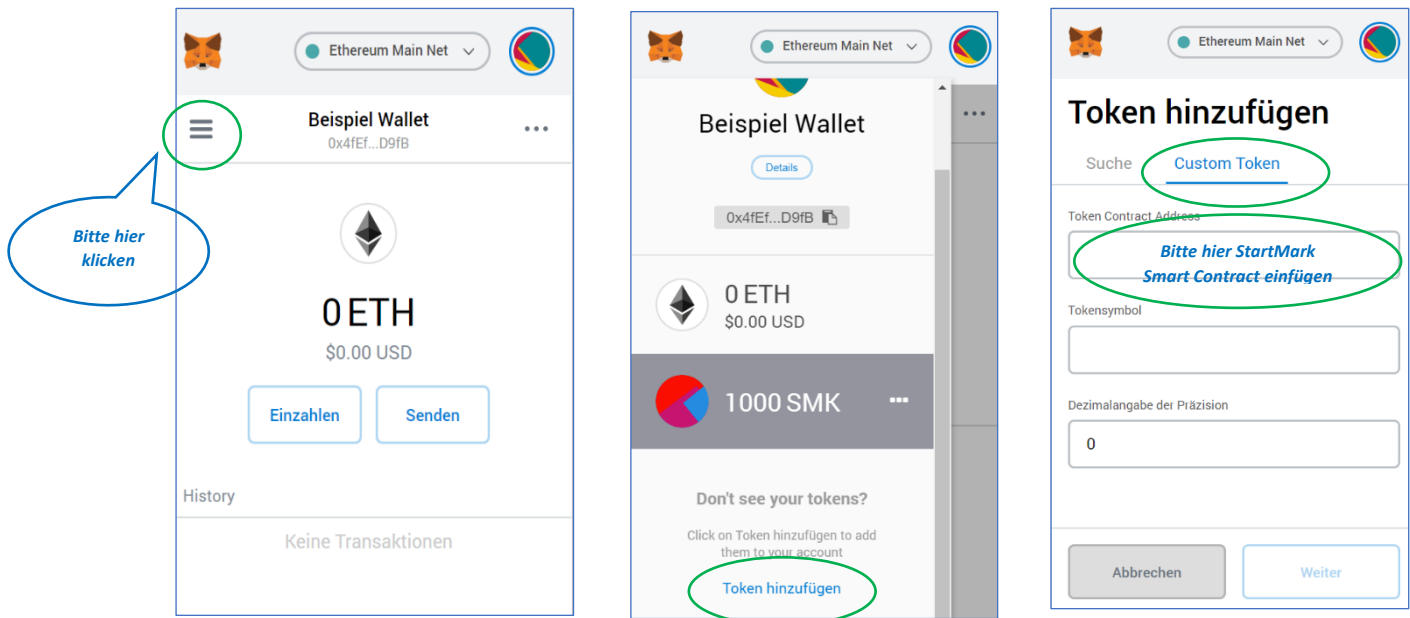 Ethereum Main Net
Beispiel Wallet
0x4fEf...D9fB
Bitte hier
klicken
0 ETH
$0.00 USD
Einzahlen
Senden
History
Keine Transaktionen
Ethereum Main Net
Beispiel Wallet
Details
0x4fEf...D9fB
0 ETH
$0.00 USD
1000 SMK
Don't see your tokens?
Click on Token hinzufügen to add
them to your account
Token hinzufügen
Ethereum Main Net
Token hinzufügen
Suche
Custom Token
Token Contract Address
Bitte hier StartMark
Smart Contract einfügen
Tokensymbol
Dezimalangabe der Präzision
0
Abbrechen
Weiter